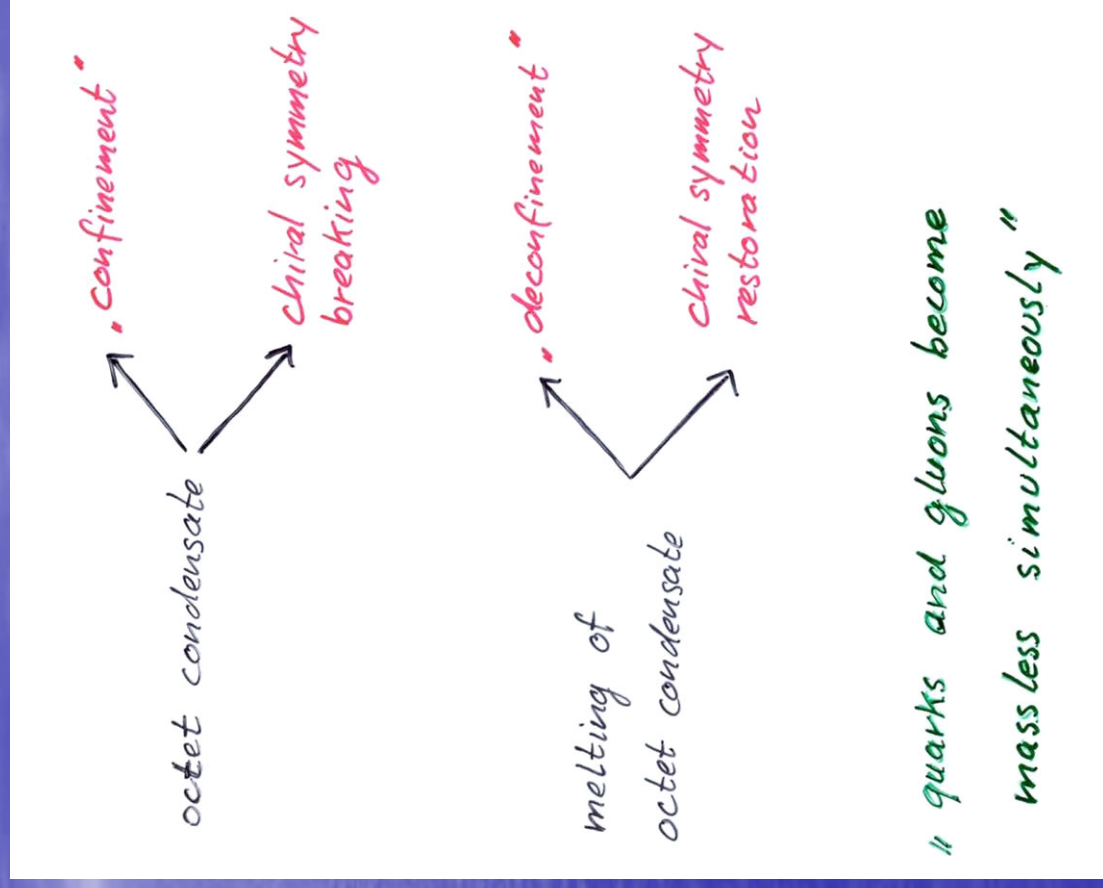 octet condensate
„confinement“
chiral symmetry
breaking
melting of
octet condensate
„deconfinement“
chiral symmetry
restoration
„ quarks and gluons become
massless simultaneously “